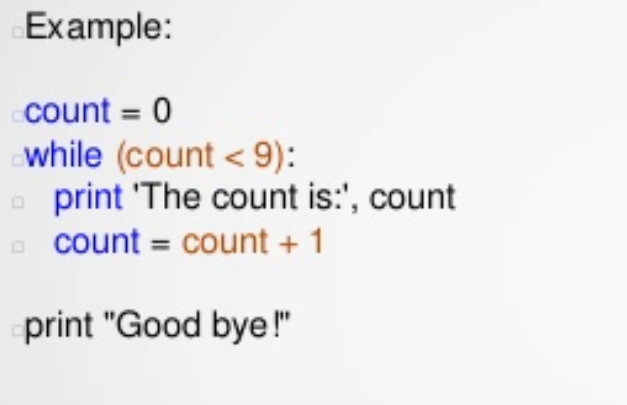 Example:
count = 0
while (count < 9):
print 'The count is:', count
count = count + 1
print "Good bye!"